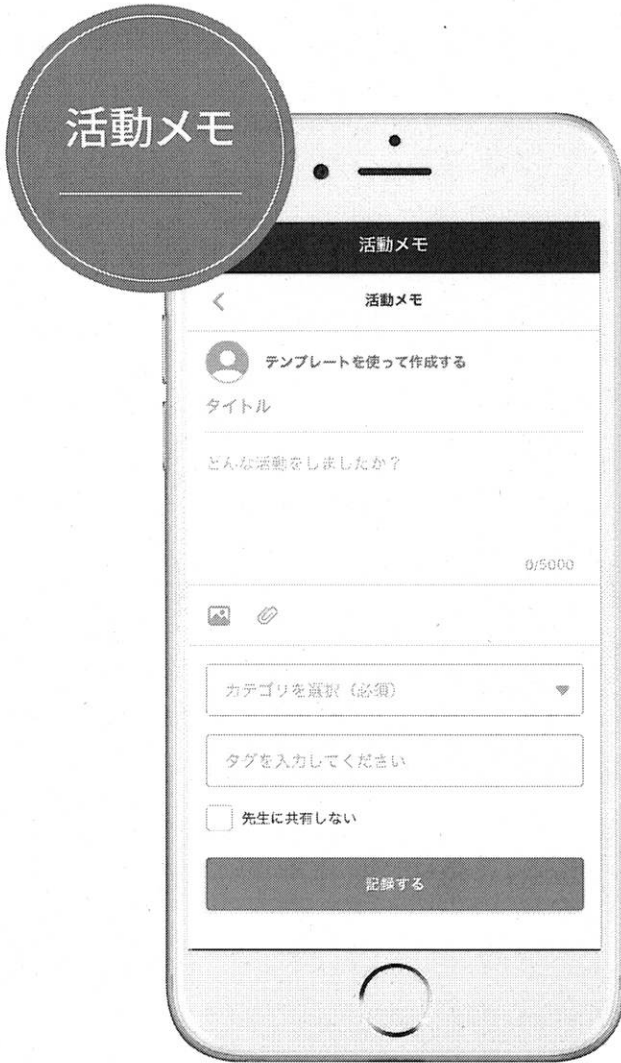 活動メモ
活動メモ
活動メモ
テンプレートを使って作成する
タイトル
どんな活動をしましたか？
0/5000
カテゴリを選択（必須）
タグを入力してください
先生に共有しない
記録する